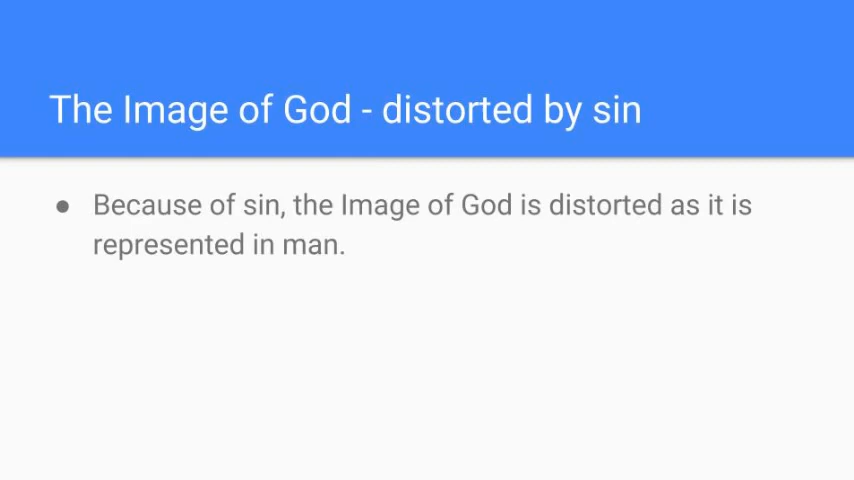 The Image of God - distorted by sin
● Because of sin, the Image of God is distorted as it is
represented in man.